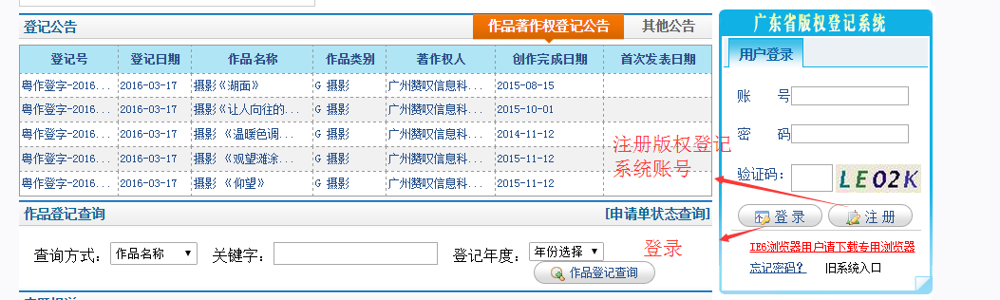 登记公告 作品著作权登记公告 其他公告
登记号 登记日期 作品名称 作品类别 著作权人 创作完成日期 首次发表日期
粤作登字-2016... 2016-03-17 摄影《湖面》 G 摄影 广州赞叹信息科... 2015-08-15
粤作登字-2016... 2016-03-17 摄影《让人向往的... G 摄影 广州赞叹信息科... 2015-10-01
粤作登字-2016... 2016-03-17 摄影 《温暖色调... G 摄影 广州赞叹信息科... 2014-11-12
粤作登字-2016... 2016-03-17 摄影 《观望滩涂... G 摄影 广州赞叹信息科... 2015-11-12
粤作登字-2016... 2016-03-17 摄影 《仰望》 G 摄影 广州赞叹信息科... 2015-11-12
作品登记查询 [申请单状态查询]
查询方式: 作品名称 关键字: 登记年度: 年份选择
作品登记查询
注册版权登记
系统账号
登录
广东省版权登记系统
用户登录
账 号
密 码
验证码: LEO2K
登 录 注 册
IE6浏览器用户请下载专用浏览器
忘记密码? 旧系统入口